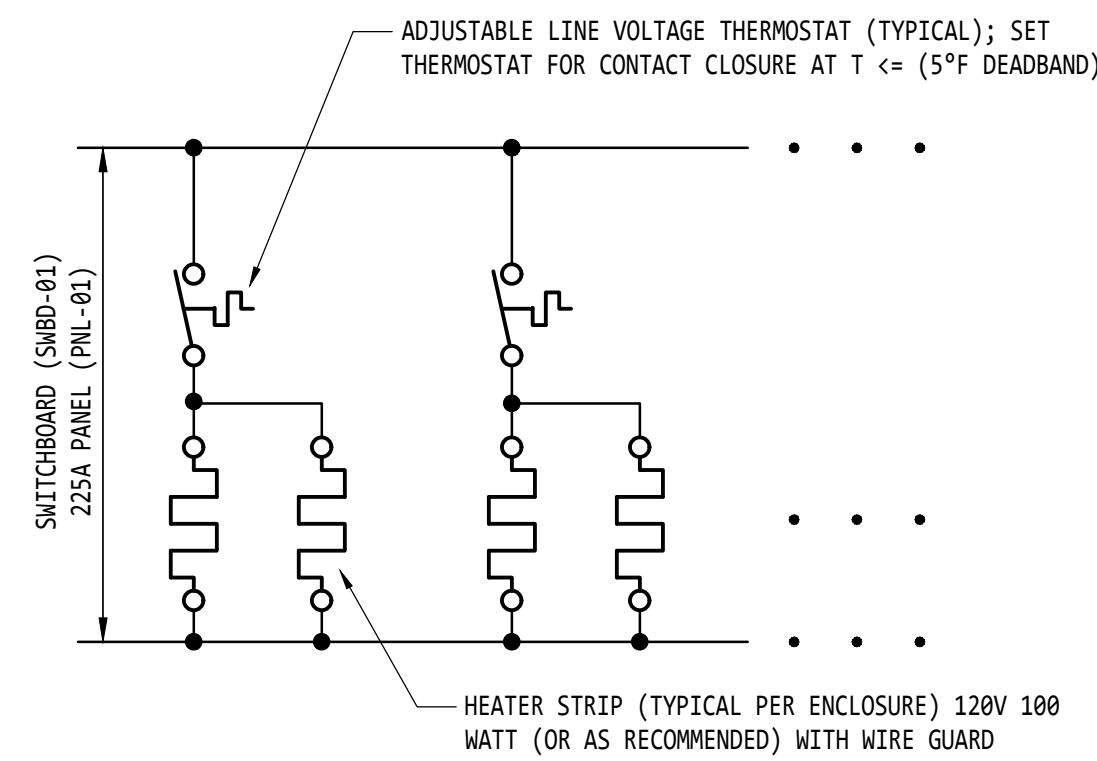 ADJUSTABLE LINE VOLTAGE THERMOSTAT (TYPICAL); SET
THERMOSTAT FOR CONTACT CLOSURE AT T <= (5°F DEADBAND)
SWITCHBOARD (SWBD-01)
225A PANEL (PNL-01)
HEATER STRIP (TYPICAL PER ENCLOSURE) 120V 100
WATT (OR AS RECOMMENDED) WITH WIRE GUARD